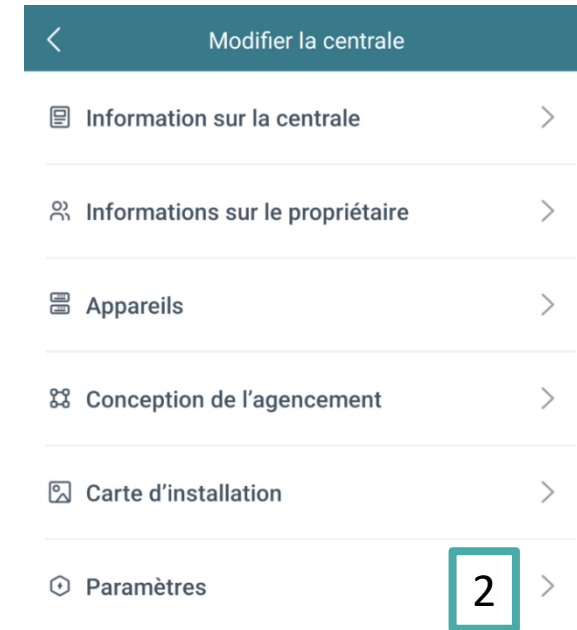 Modifier la centrale
Information sur la centrale
Informations sur le propriétaire
Appareils
Conception de l’agencement
Carte d’installation
Paramètres 2